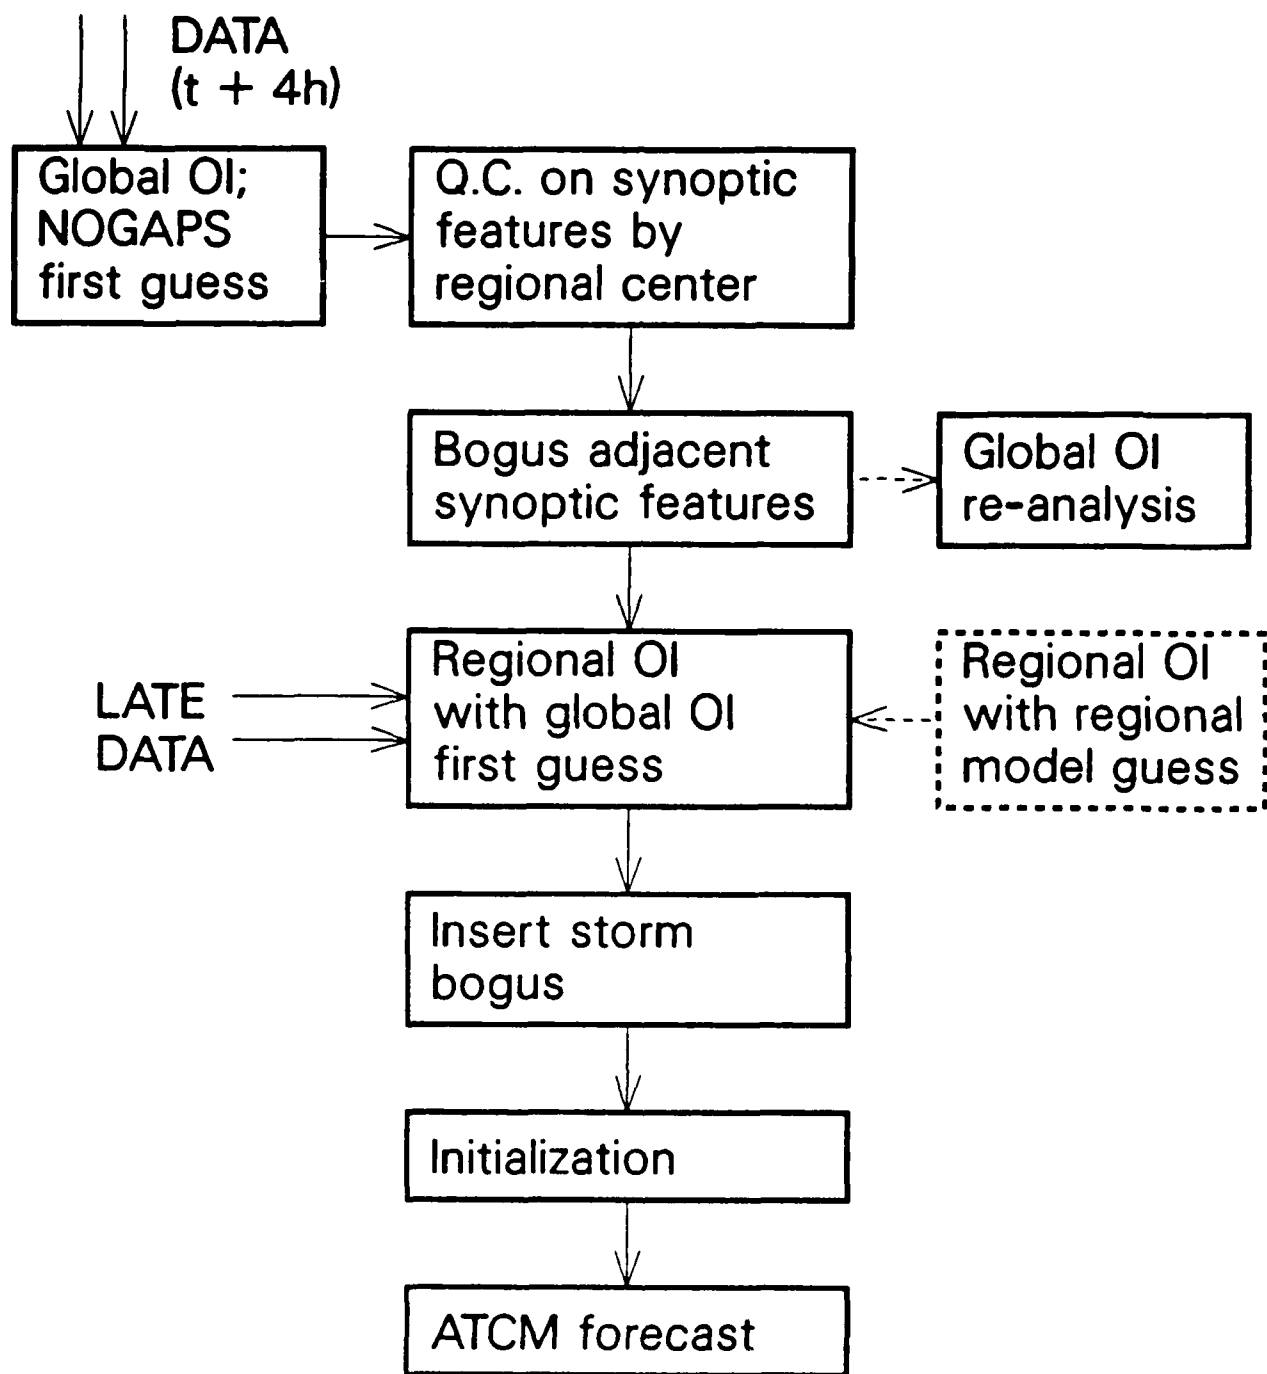 DATA
(t + 4h)
Global OI;
NOGAPS
first guess
Q.C. on synoptic
features by
regional center
Bogus adjacent
synoptic features
Global OI
re-analysis
LATE
DATA
Regional OI
with global OI
first guess
Regional OI
with regional
model guess
Insert storm
bogus
Initialization
ATCM forecast